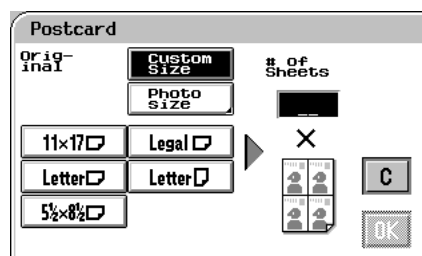 Postcard
Orig-
inal
Custom
Size
# Of
Sheets
Photo
size
11×17
Legal
Letter
Letter
5½×8½
×
C
OK